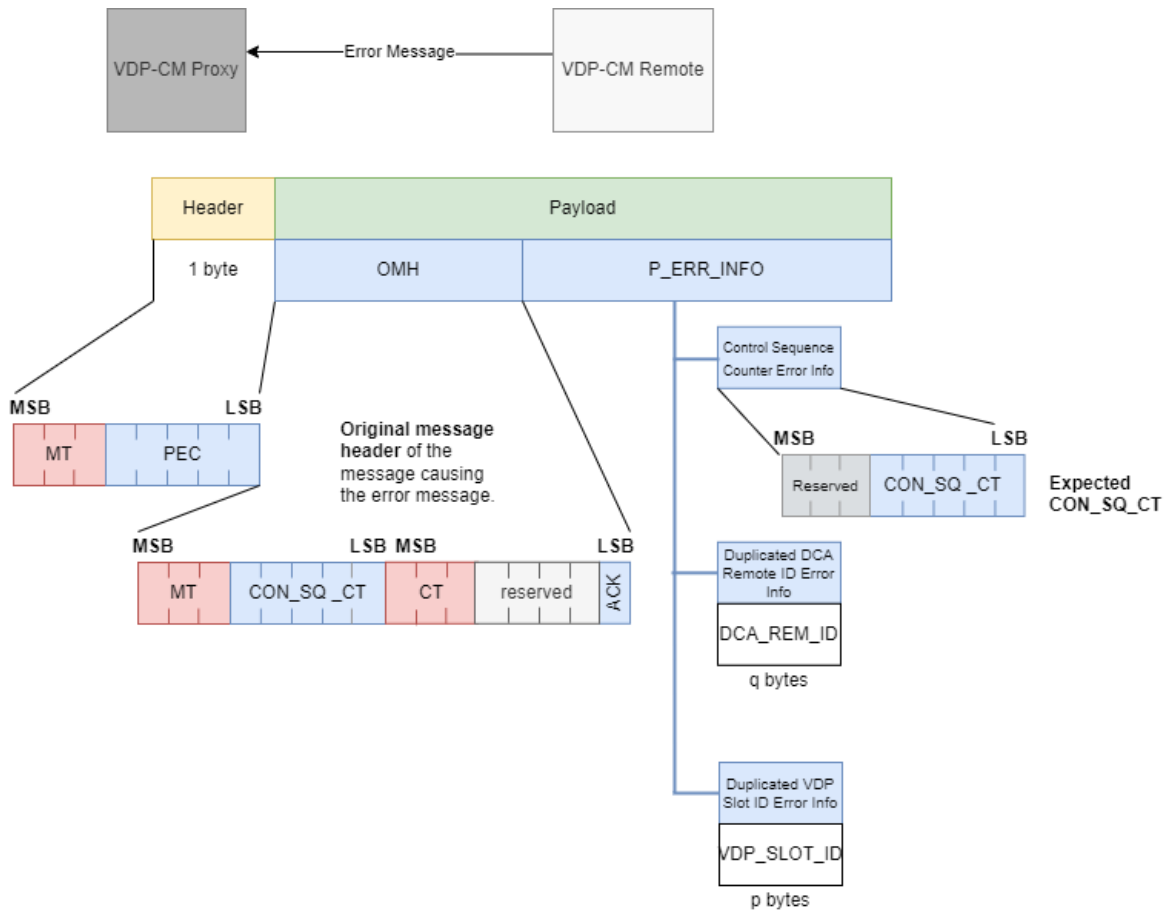 VDP-CM Proxy
Error Message
VDP-CM Remote
Header
Payload
1 byte
OMH
P_ERR_INFO
Control Sequence
Counter Error Info
MSB
LSB
MT
PEC
Original message
header of the
message causing
the error message.
MSB
LSB
Reserved
CON_SQ _CT
Expected
CON_SQ_CT
MSB
LSB
MSB
LSB
MT
CON_SQ _CT
CT
reserved
ACK
Duplicated DCA
Remote ID Error
Info
DCA_REM_ID
q bytes
Duplicated VDP
Slot ID Error Info
VDP_SLOT_ID
p bytes